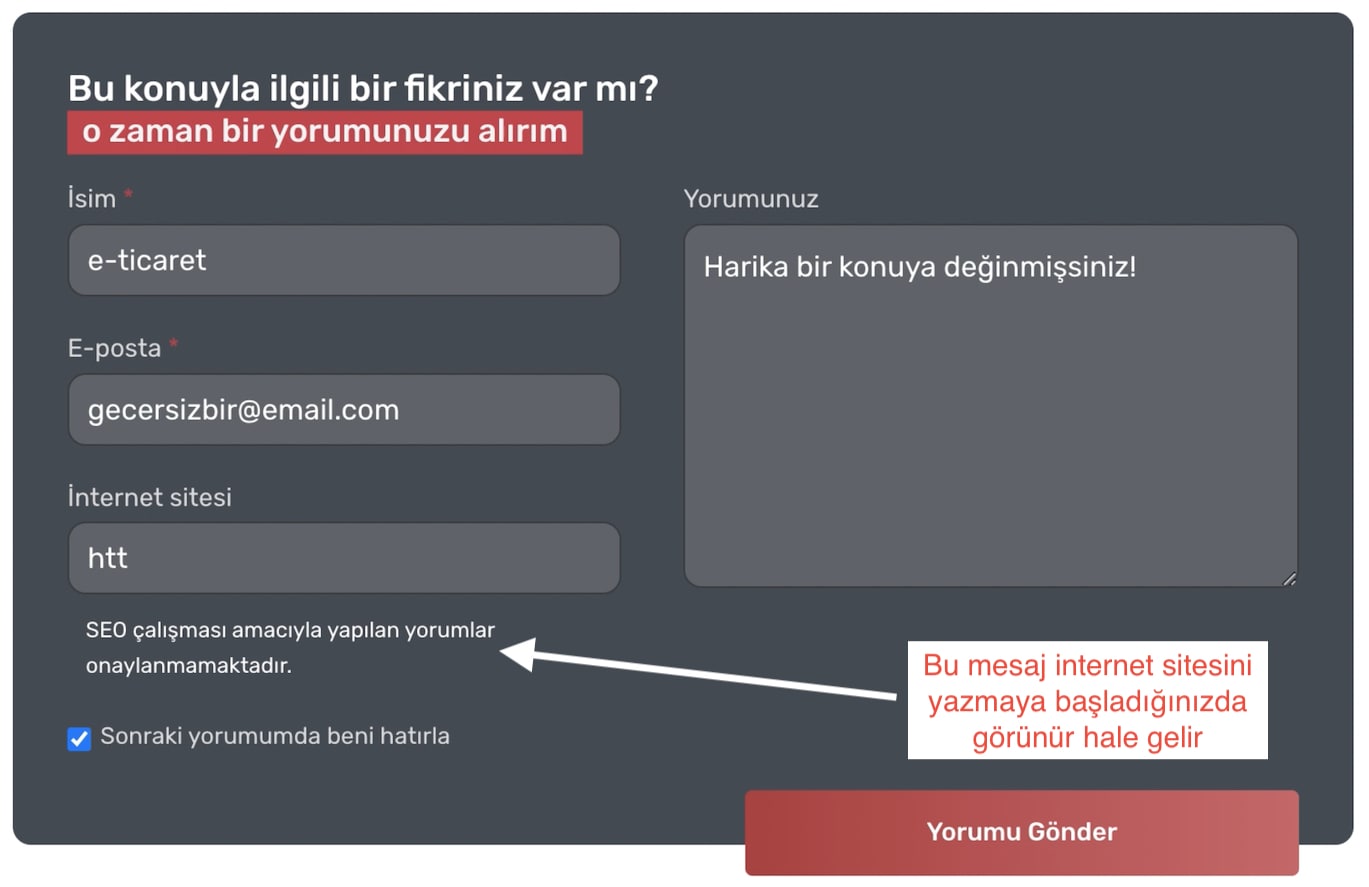 Bu konuyla ilgili bir fikriniz var mı?
o zaman bir yorumunuzu alırım
İsim *
e-ticaret
E-posta *
gecersizbir@email.com
İnternet sitesi
htt
SEO çalışması amacıyla yapılan yorumlar
onaylanmamaktadır.
Sonraki yorumumda beni hatırla
Yorumunuz
Harika bir konuya değinmişsiniz!
Bu mesaj internet sitesini
yazmaya başladığınızda
görünür hale gelir
Yorumu Gönder